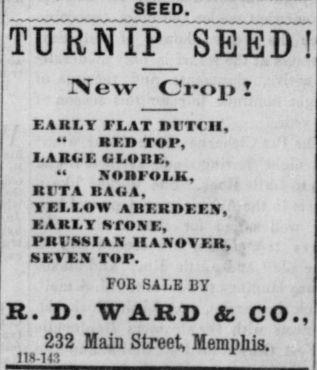 SEED.
TURNIP SEED!
New Crop!
EARLY FLAT DUTCH,
" RED TOP,
LARGE GLOBE,
" NORFOLK,
RUTA BAGA,
YELLOW ABERDEEN,
EARLY STONE,
PRUSSIAN HANOVER,
SEVEN TOP.
FOR SALE BY
R. D. WARD & CO.,
232 Main Street, Memphis.
118-143